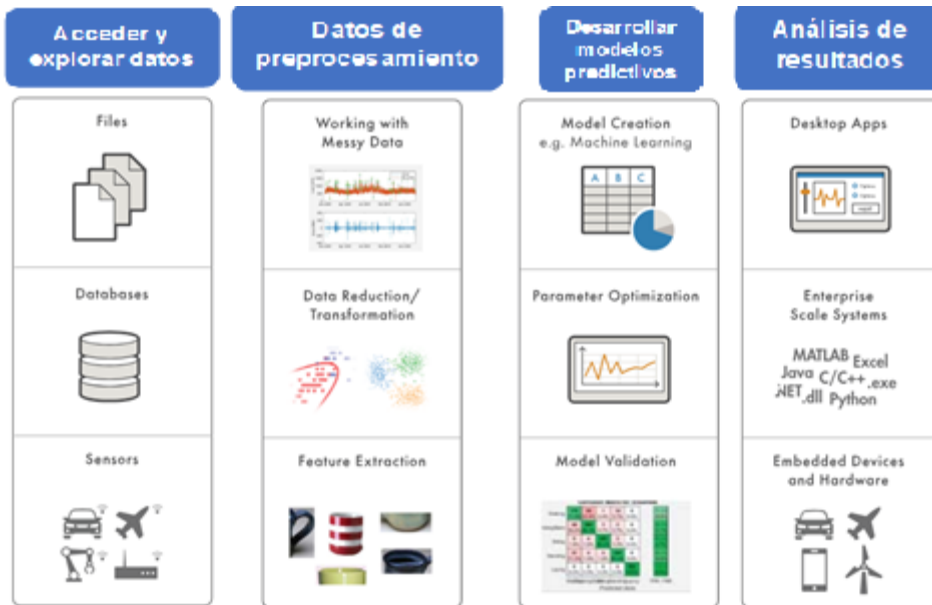 Acceder y
explorar datos
Files
Databases
Sensors
Datos de
preprocesamiento
Working with
Messy Data
Data Reduction/
Transformation
Feature Extraction
Desarrollar
modelos
predictivos
Model Creation
e.g. Machine Learning
A B C
Parameter Optimization
Model Validation
Análisis de
resultados
Desktop Apps
Enterprise
Scale Systems
MATLAB Excel
Java C/C++ .exe
.NET .dll Python
Embedded Devices
and Hardware